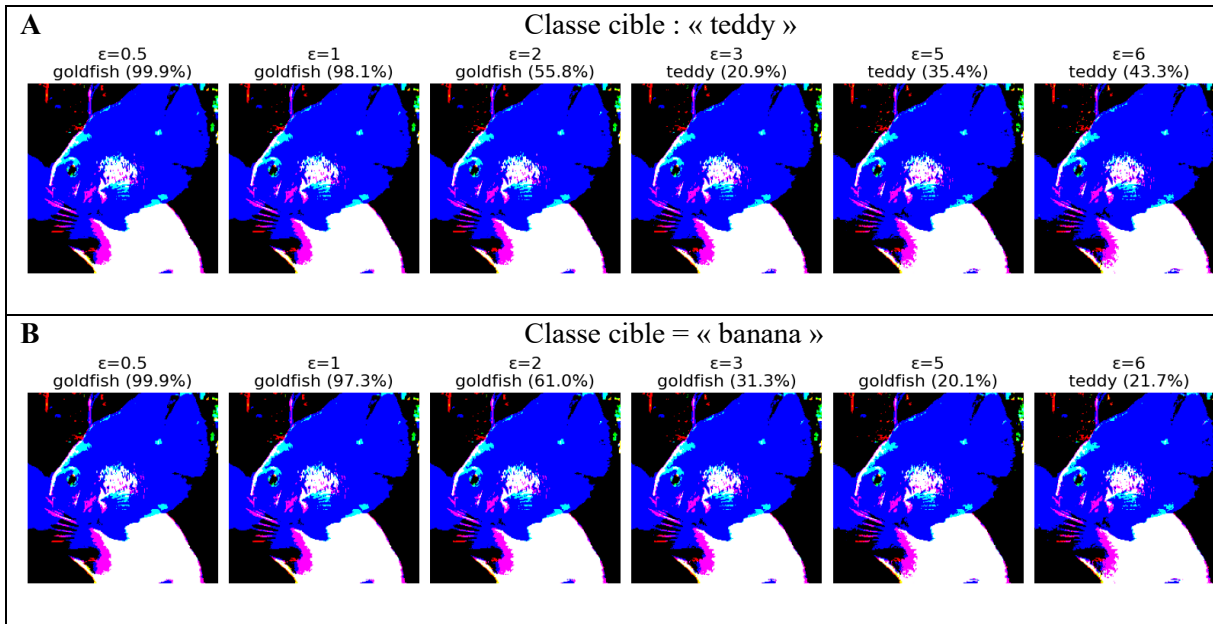 A
Classe cible : « teddy »
ε=0.5 ε=1 ε=2 ε=3 ε=5 ε=6
goldfish (99.9%) goldfish (98.1%) goldfish (55.8%) teddy (20.9%) teddy (35.4%) teddy (43.3%)
B
Classe cible = « banana »
ε=0.5 ε=1 ε=2 ε=3 ε=5 ε=6
goldfish (99.9%) goldfish (97.3%) goldfish (61.0%) goldfish (31.3%) goldfish (20.1%) teddy (21.7%)